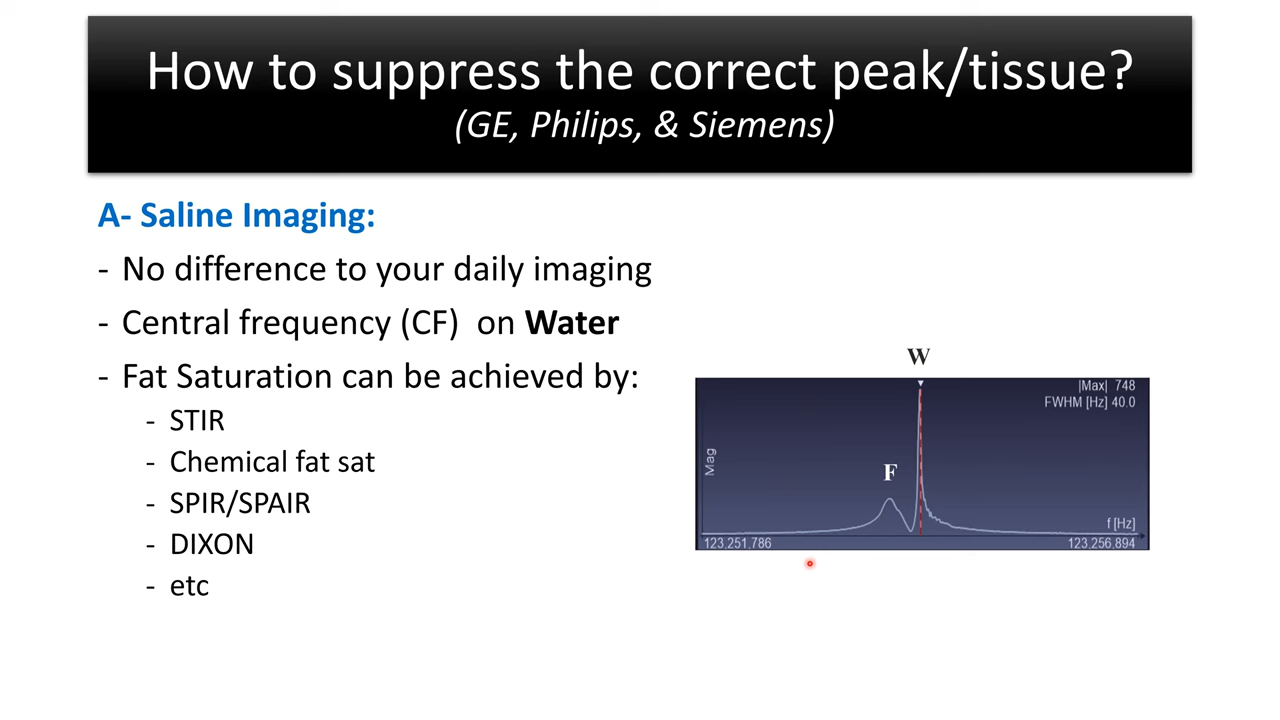 How to suppress the correct peak/tissue?
(GE, Philips, & Siemens)
A- Saline Imaging:
- No difference to your daily imaging
- Central frequency (CF)  on Water
- Fat Saturation can be achieved by:
- STIR
- Chemical fat sat
- SPIR/SPAIR
- DIXON
- etc
W
|Max| 748
FWHM [Hz] 40.0
Mag
F
f [Hz]
123,251,786
123,256,894